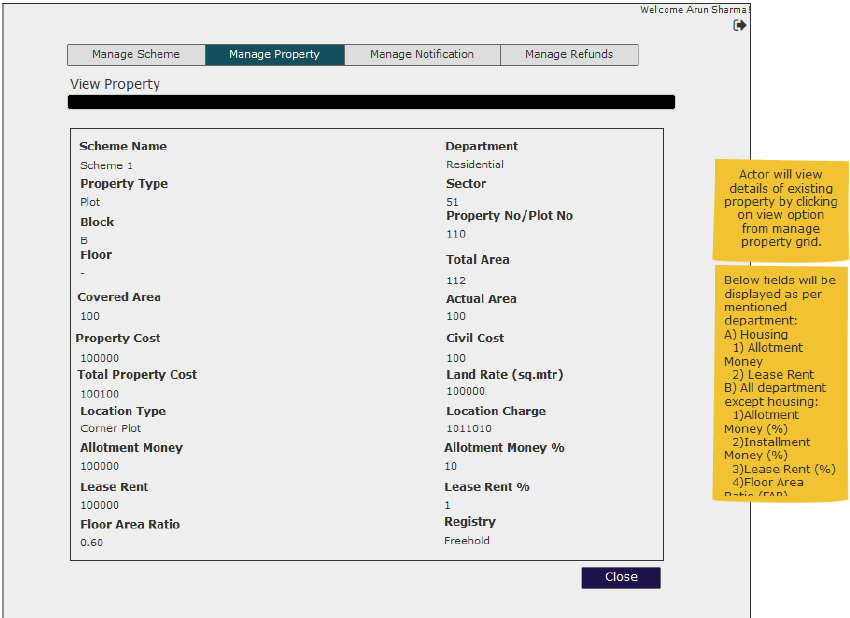 Welcome Arun Sharma!
Manage Scheme Manage Property Manage Notification Manage Refunds
View Property
Scheme Name Department
Scheme 1 Residential
Property Type Sector
Plot 51
Block Property No/Plot No
B 110
Floor Total Area
- 112
Covered Area Actual Area
100 100
Property Cost Civil Cost
100000 100
Total Property Cost Land Rate (sq.mtr)
100100 100000
Location Type Location Charge
Corner Plot 1011010
Allotment Money Allotment Money %
100000 10
Lease Rent Lease Rent %
100000 1
Floor Area Ratio Registry
0.60 Freehold
Close
Actor will view
details of existing
property by clicking
on view option
from manage
property grid.
Below fields will be
displayed as per
mentioned
department:
A) Housing
1) Allotment
Money
2) Lease Rent
B) All department
except housing:
1)Allotment
Money (%)
2)Installment
Money (%)
3)Lease Rent (%)
4)Floor Area
Ratio (FAR)